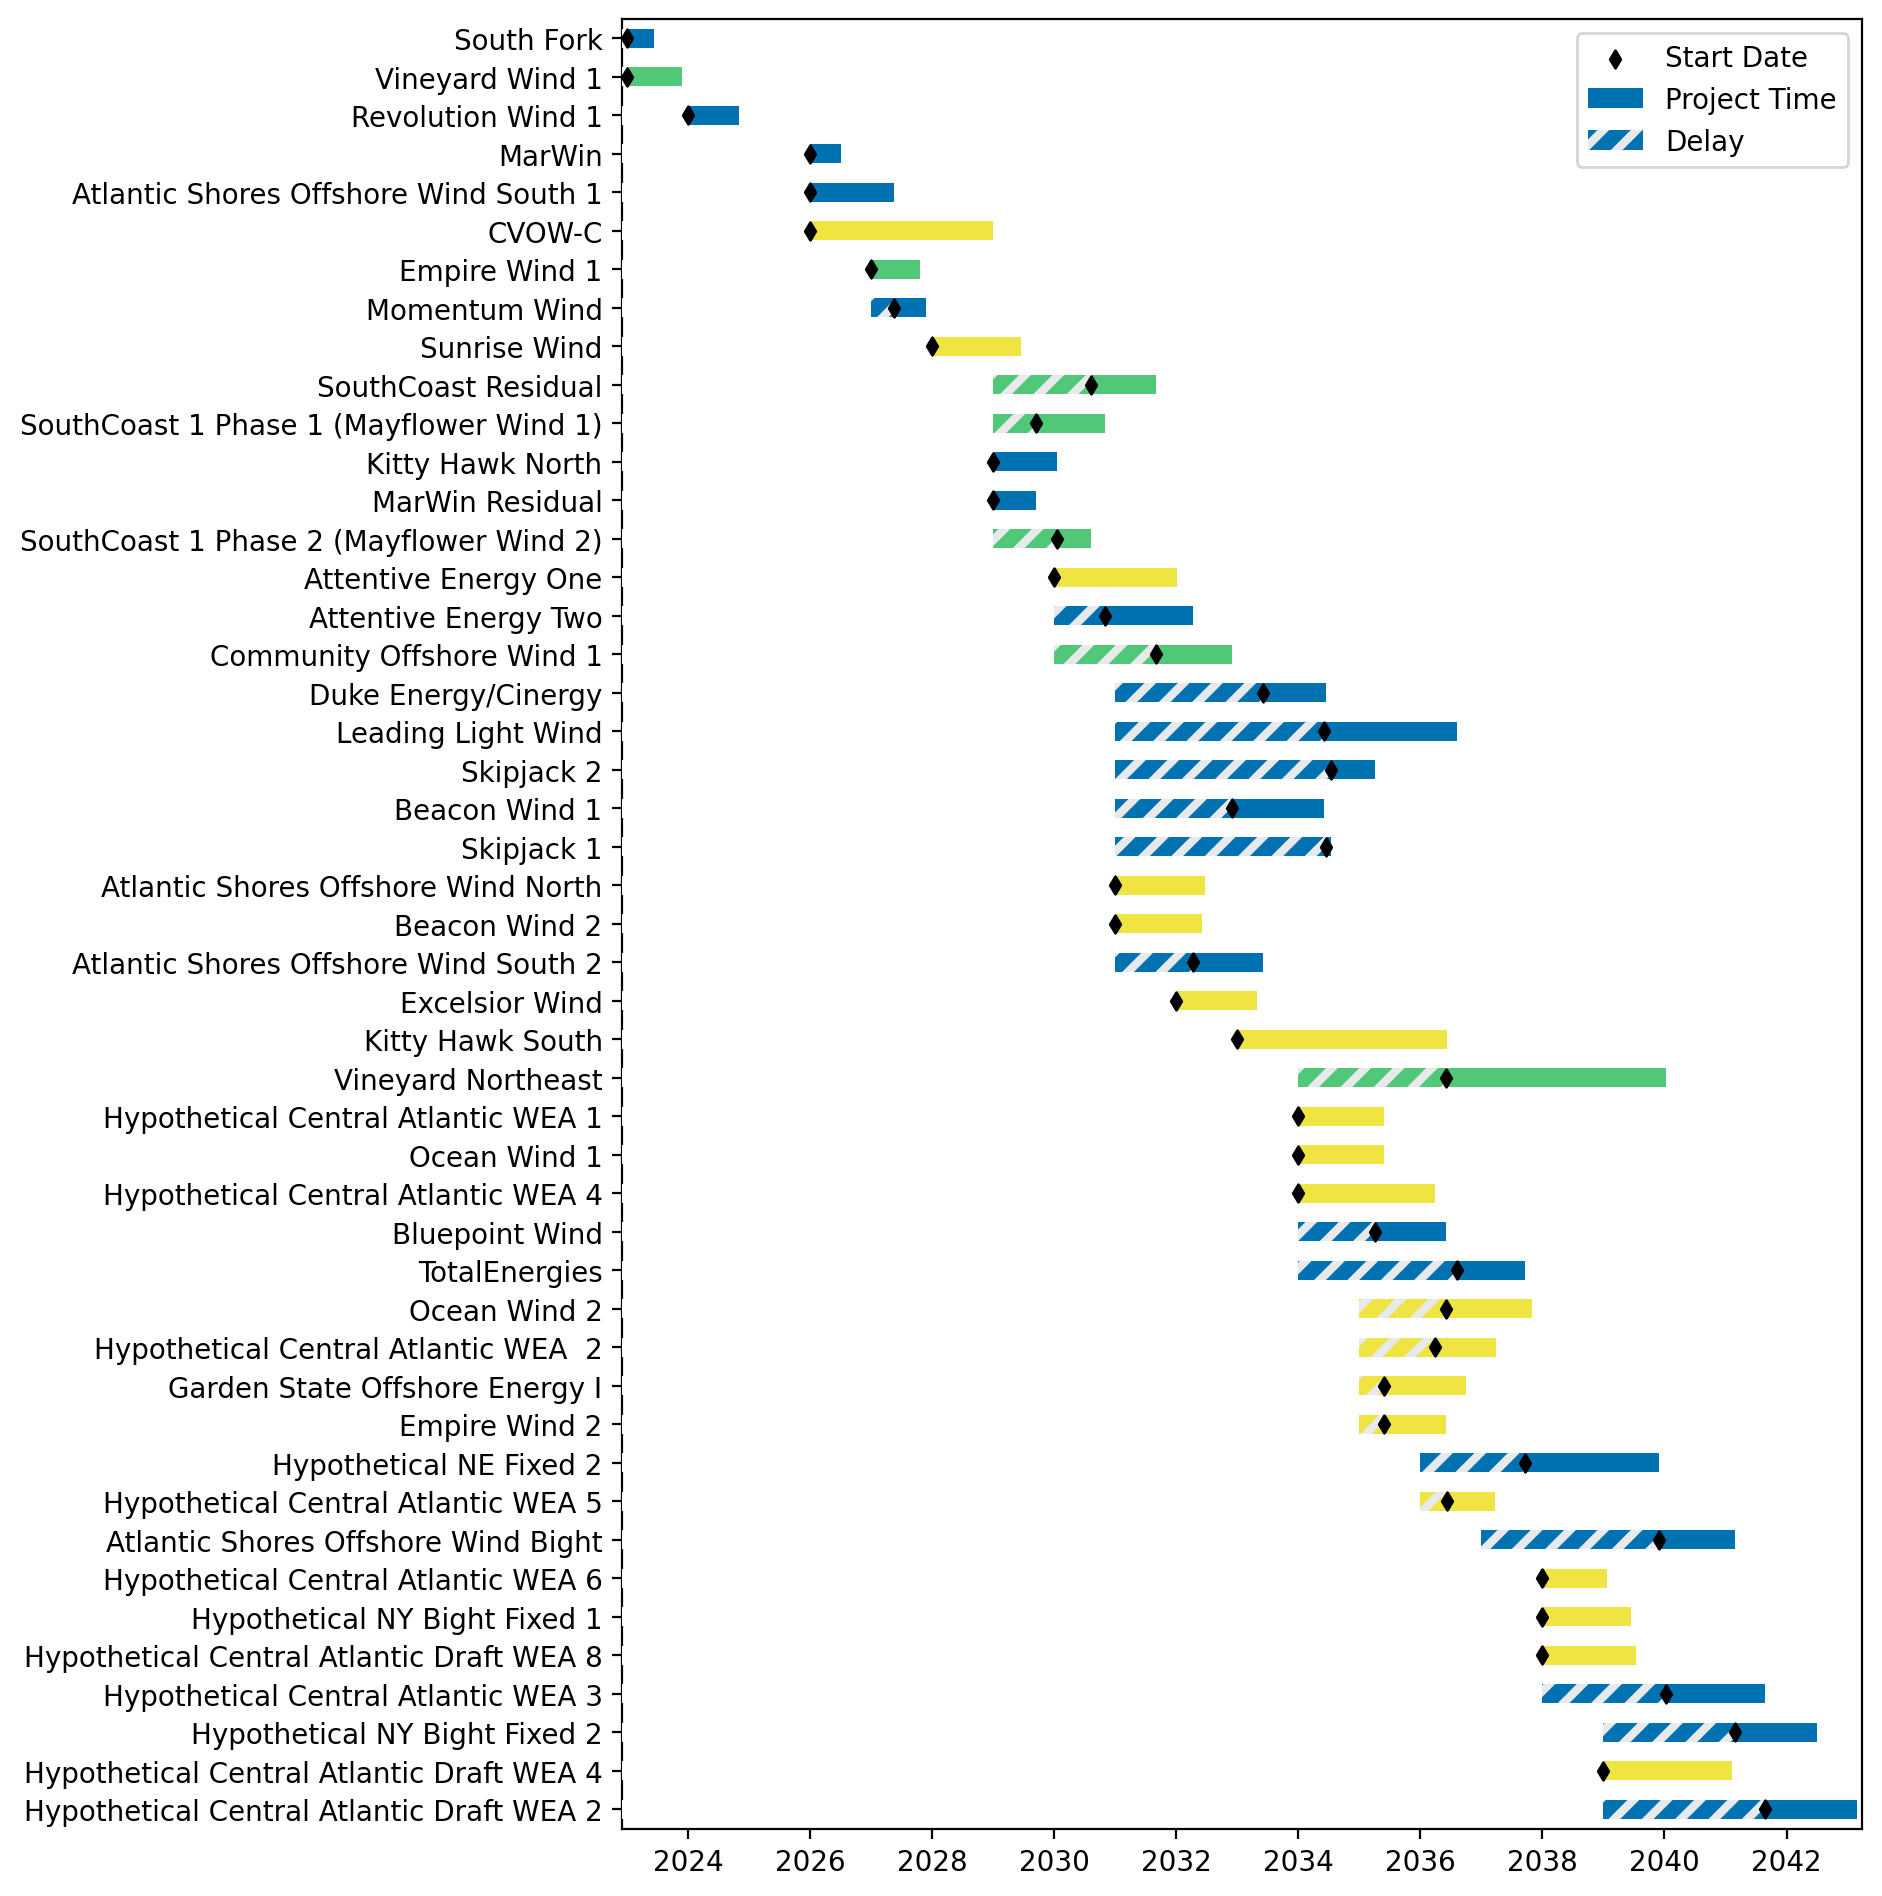 South Fork
Vineyard Wind 1
Revolution Wind 1
MarWin
Atlantic Shores Offshore Wind South 1
CVOW-C
Empire Wind 1
Momentum Wind
Sunrise Wind
SouthCoast Residual
SouthCoast 1 Phase 1 (Mayflower Wind 1)
Kitty Hawk North
MarWin Residual
SouthCoast 1 Phase 2 (Mayflower Wind 2)
Attentive Energy One
Attentive Energy Two
Community Offshore Wind 1
Duke Energy/Cinergy
Leading Light Wind
Skipjack 2
Beacon Wind 1
Skipjack 1
Atlantic Shores Offshore Wind North
Beacon Wind 2
Atlantic Shores Offshore Wind South 2
Excelsior Wind
Kitty Hawk South
Vineyard Northeast
Hypothetical Central Atlantic WEA 1
Ocean Wind 1
Hypothetical Central Atlantic WEA 4
Bluepoint Wind
TotalEnergies
Ocean Wind 2
Hypothetical Central Atlantic WEA  2
Garden State Offshore Energy I
Empire Wind 2
Hypothetical NE Fixed 2
Hypothetical Central Atlantic WEA 5
Atlantic Shores Offshore Wind Bight
Hypothetical Central Atlantic WEA 6
Hypothetical NY Bight Fixed 1
Hypothetical Central Atlantic Draft WEA 8
Hypothetical Central Atlantic WEA 3
Hypothetical NY Bight Fixed 2
Hypothetical Central Atlantic Draft WEA 4
Hypothetical Central Atlantic Draft WEA 2
Start Date
Project Time
Delay
2024 2026 2028 2030 2032 2034 2036 2038 2040 2042